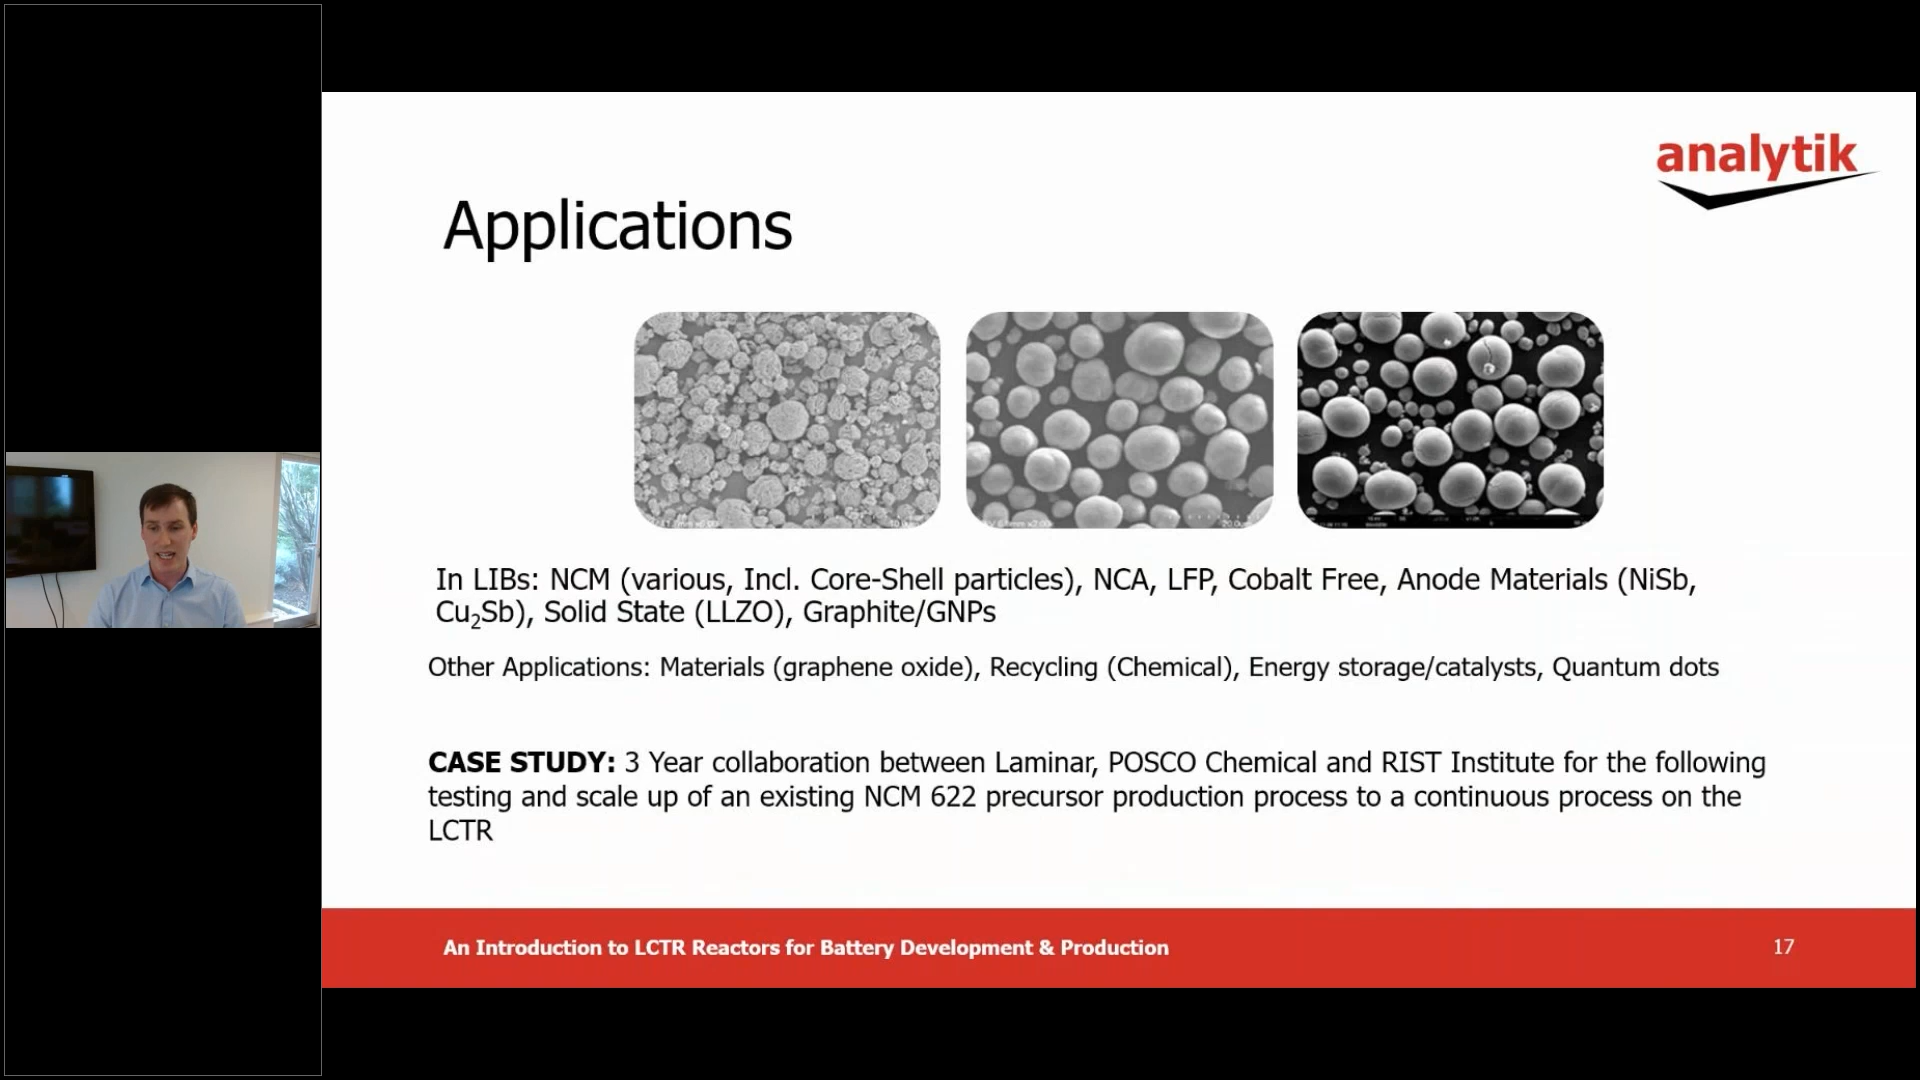 analytik
Applications
In LIBs: NCM (various, Incl. Core-Shell particles), NCA, LFP, Cobalt Free, Anode Materials (NiSb,
Cu₂Sb), Solid State (LLZO), Graphite/GNPs
Other Applications: Materials (graphene oxide), Recycling (Chemical), Energy storage/catalysts, Quantum dots
CASE STUDY: 3 Year collaboration between Laminar, POSCO Chemical and RIST Institute for the following
testing and scale up of an existing NCM 622 precursor production process to a continuous process on the
LCTR
An Introduction to LCTR Reactors for Battery Development & Production
17